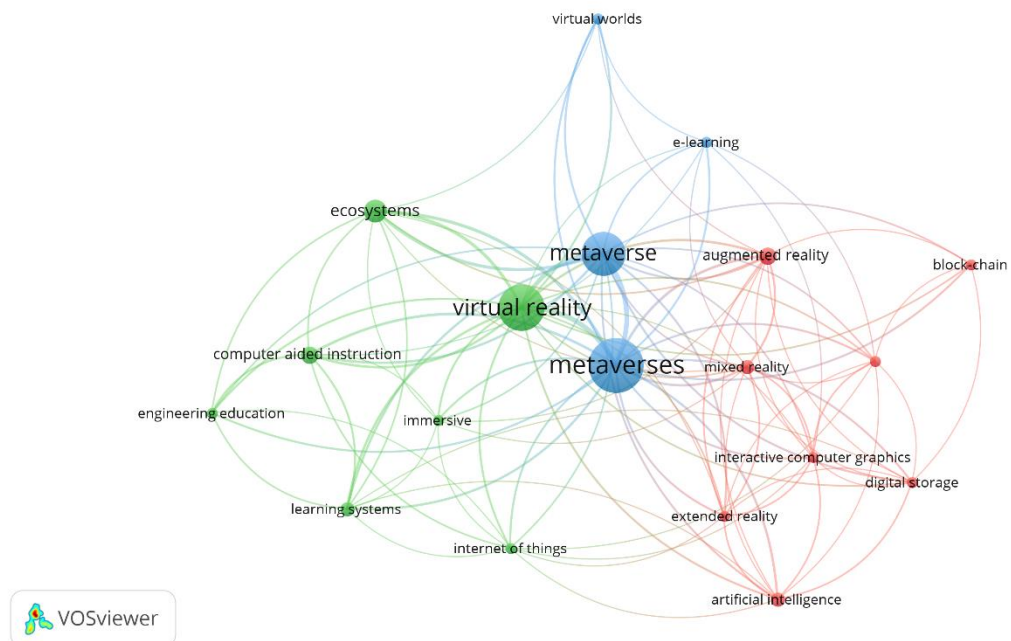 virtual worlds
e-learning
ecosystems
metaverse
augmented reality
block-chain
virtual reality
computer aided instruction
metaverses
mixed reality
engineering education
immersive
interactive computer graphics
digital storage
learning systems
extended reality
internet of things
artificial intelligence
VOSviewer